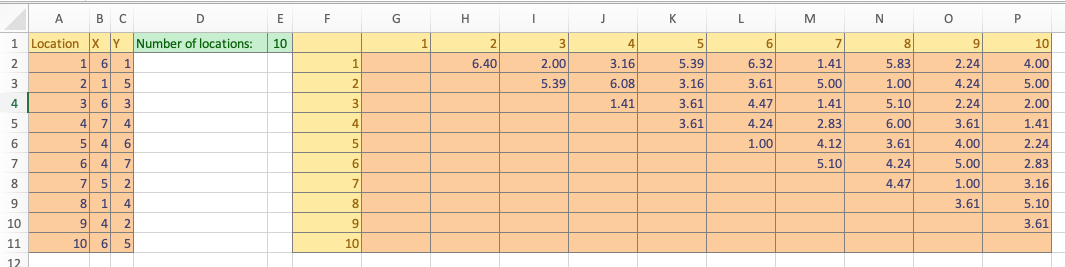 A B C D E F G H I J K L M N O P
1 Location X Y Number of locations: 10 1 2 3 4 5 6 7 8 9 10
2 1 6 1 1 6.40 2.00 3.16 5.39 6.32 1.41 5.83 2.24 4.00
3 2 1 5 2 5.39 6.08 3.16 3.61 5.00 1.00 4.24 5.00
4 3 6 3 3 1.41 3.61 4.47 1.41 5.10 2.24 2.00
5 4 7 4 4 3.61 4.24 2.83 6.00 3.61 1.41
6 5 4 6 5 1.00 4.12 3.61 4.00 2.24
7 6 4 7 6 5.10 4.24 5.00 2.83
8 7 5 2 7 4.47 1.00 3.16
9 8 1 4 8 3.61 5.10
10 9 4 2 9 3.61
11 10 6 5 10
12